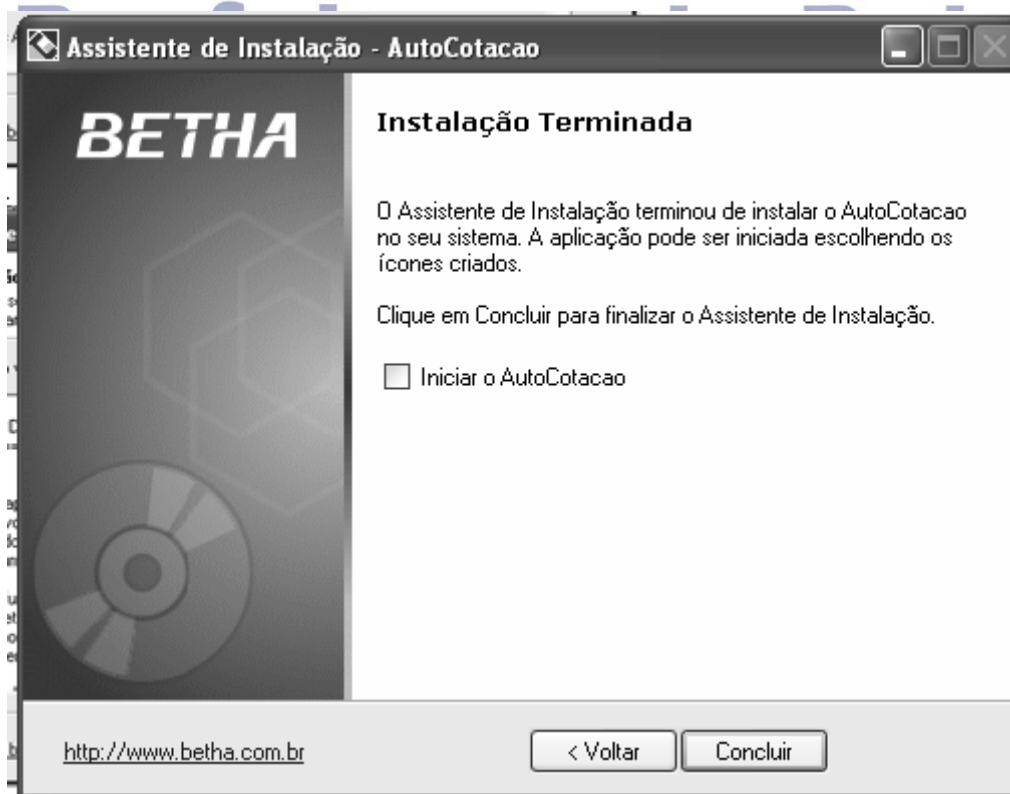 Assistente de Instalação - AutoCotacao
BETHA
Instalação Terminada
O Assistente de Instalação terminou de instalar o AutoCotacao
no seu sistema. A aplicação pode ser iniciada escolhendo os
ícones criados.
Clique em Concluir para finalizar o Assistente de Instalação.
Iniciar o AutoCotacao
http://www.betha.com.br
< Voltar
Concluir